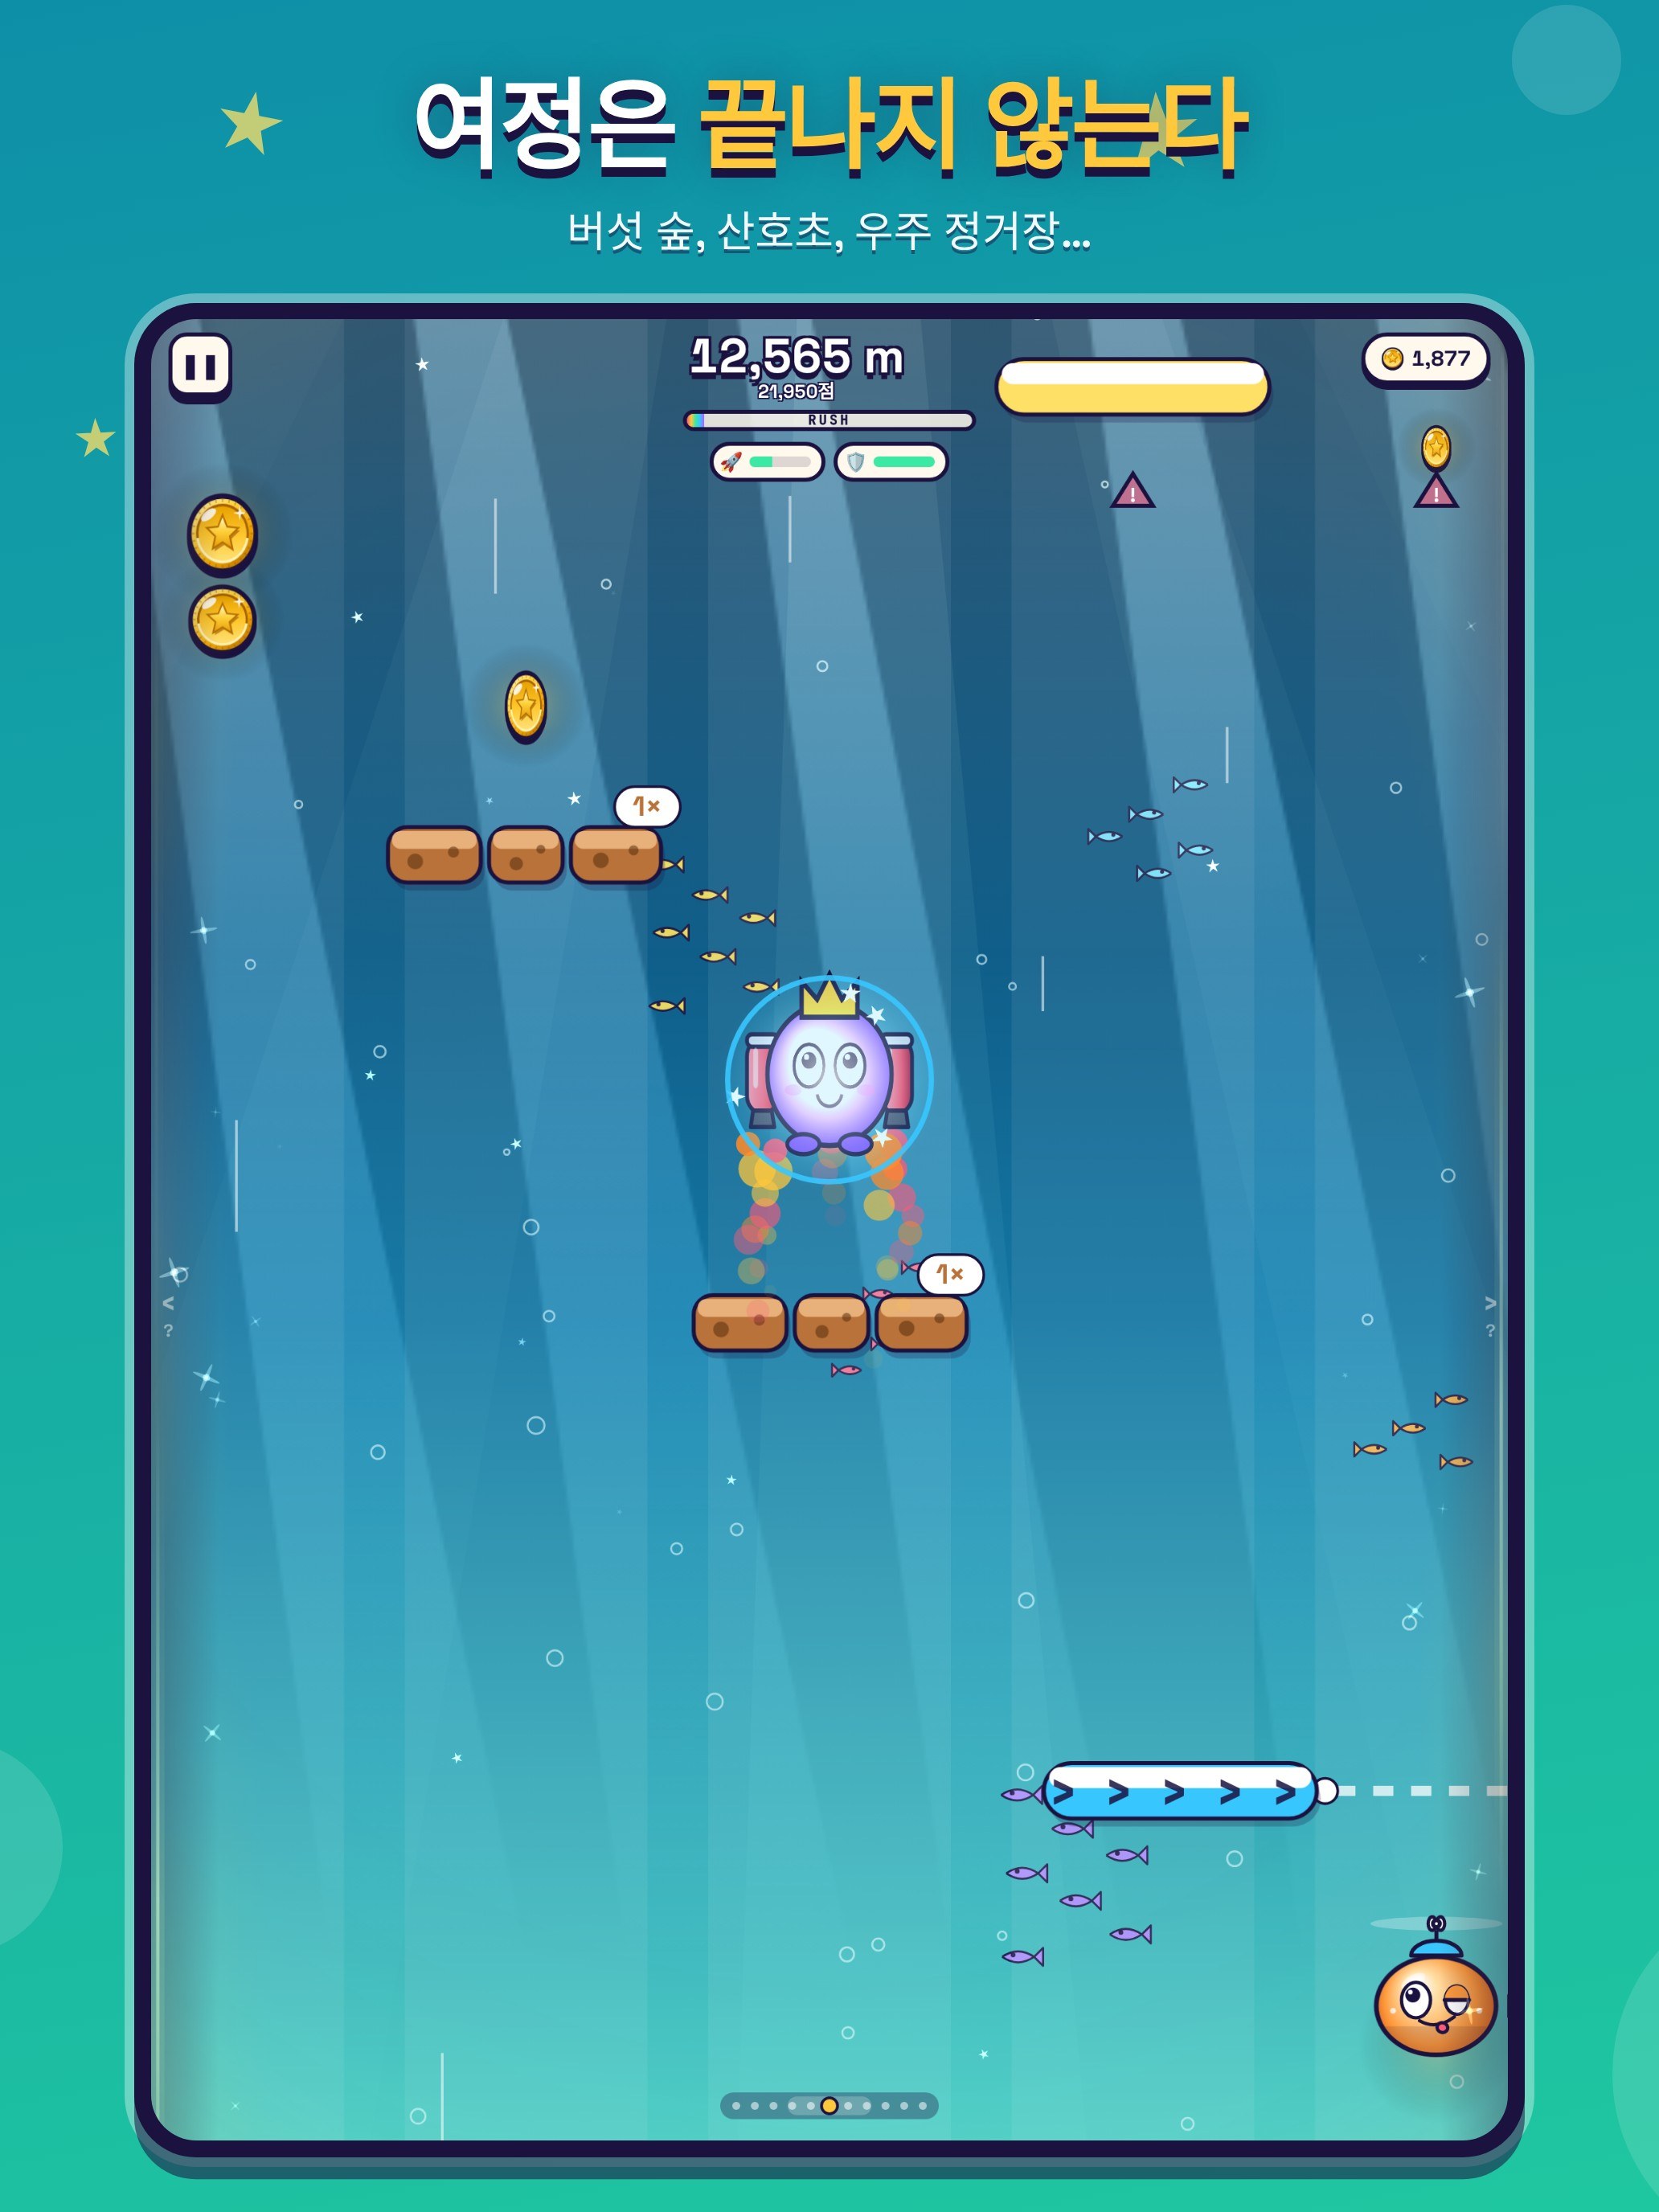 여정은 끝나지 않는다
버섯 숲, 산호초, 우주 정거장...
12,565 m
21,950점
RUSH
1,877
!
!
1×
1×
< >
? ?
> > > > >